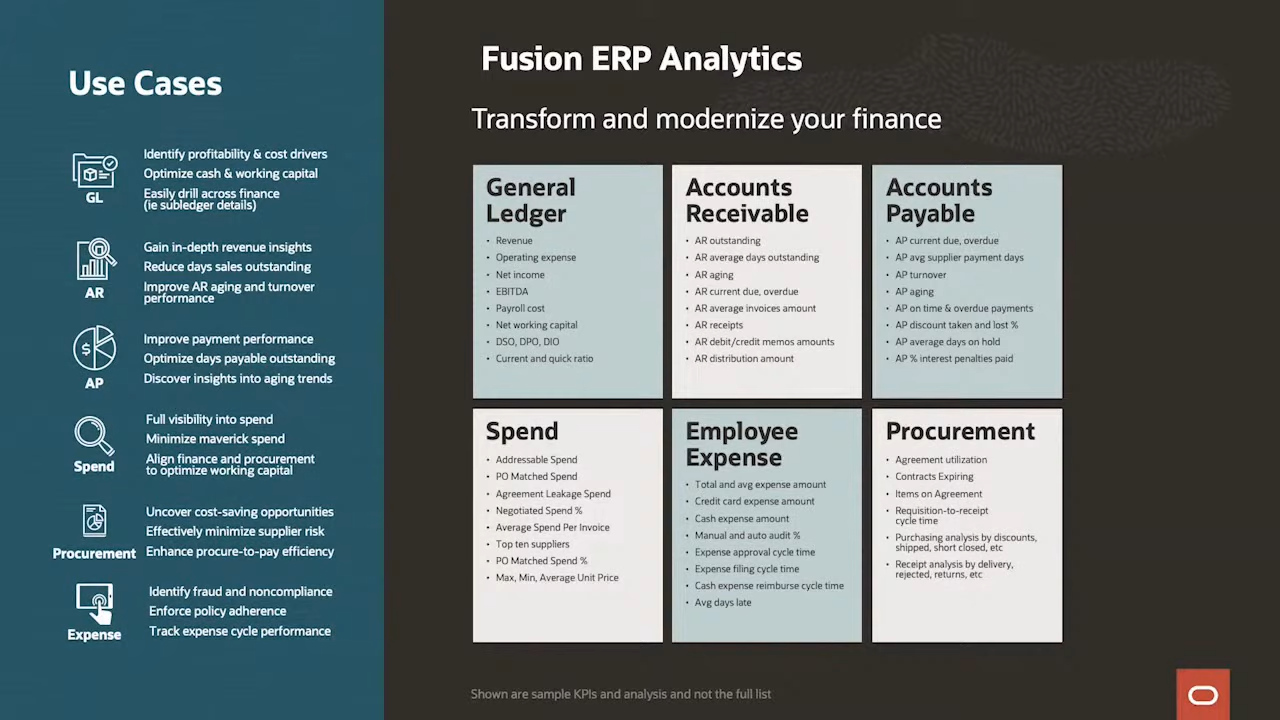 Use Cases
GL
Identify profitability & cost drivers
Optimize cash & working capital
Easily drill across finance
(ie subledger details)
AR
Gain in-depth revenue insights
Reduce days sales outstanding
Improve AR aging and turnover
performance
$
AP
Improve payment performance
Optimize days payable outstanding
Discover insights into aging trends
Spend
Full visibility into spend
Minimize maverick spend
Align finance and procurement
to optimize working capital
Procurement
Uncover cost-saving opportunities
Effectively minimize supplier risk
Enhance procure-to-pay efficiency
Expense
Identify fraud and noncompliance
Enforce policy adherence
Track expense cycle performance
Fusion ERP Analytics
Transform and modernize your finance
General
Ledger
• Revenue
• Operating expense
• Net income
• EBITDA
• Payroll cost
• Net working capital
• DSO, DPO, DIO
• Current and quick ratio
Accounts
Receivable
• AR outstanding
• AR average days outstanding
• AR aging
• AR current due, overdue
• AR average invoices amount
• AR receipts
• AR debit/credit memos amounts
• AR distribution amount
Accounts
Payable
• AP current due, overdue
• AP avg supplier payment days
• AP turnover
• AP aging
• AP on time & overdue payments
• AP discount taken and lost %
• AP average days on hold
• AP % interest penalties paid
Spend
• Addressable Spend
• PO Matched Spend
• Agreement Leakage Spend
• Negotiated Spend %
• Average Spend Per Invoice
• Top ten suppliers
• PO Matched Spend %
• Max, Min, Average Unit Price
Employee
Expense
• Total and avg expense amount
• Credit card expense amount
• Cash expense amount
• Manual and auto audit %
• Expense approval cycle time
• Expense filing cycle time
• Cash expense reimburse cycle time
• Avg days late
Procurement
• Agreement utilization
• Contracts Expiring
• Items on Agreement
• Requisition-to-receipt
cycle time
• Purchasing analysis by discounts,
shipped, short closed, etc
• Receipt analysis by delivery,
rejected, returns, etc
Shown are sample KPIs and analysis and not the full list